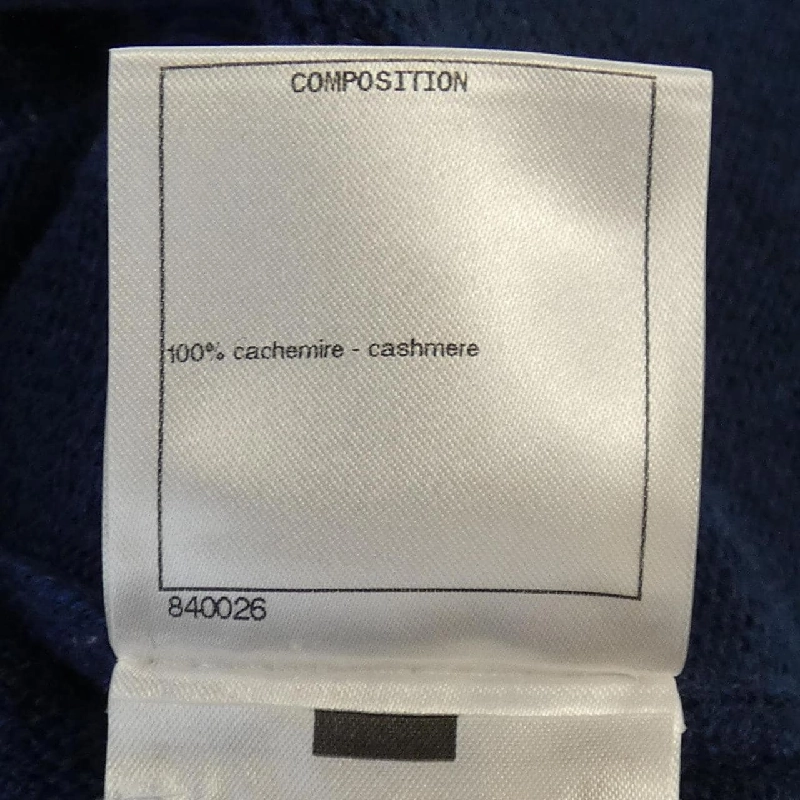 COMPOSITION
100% cachemire - cashmere
840026